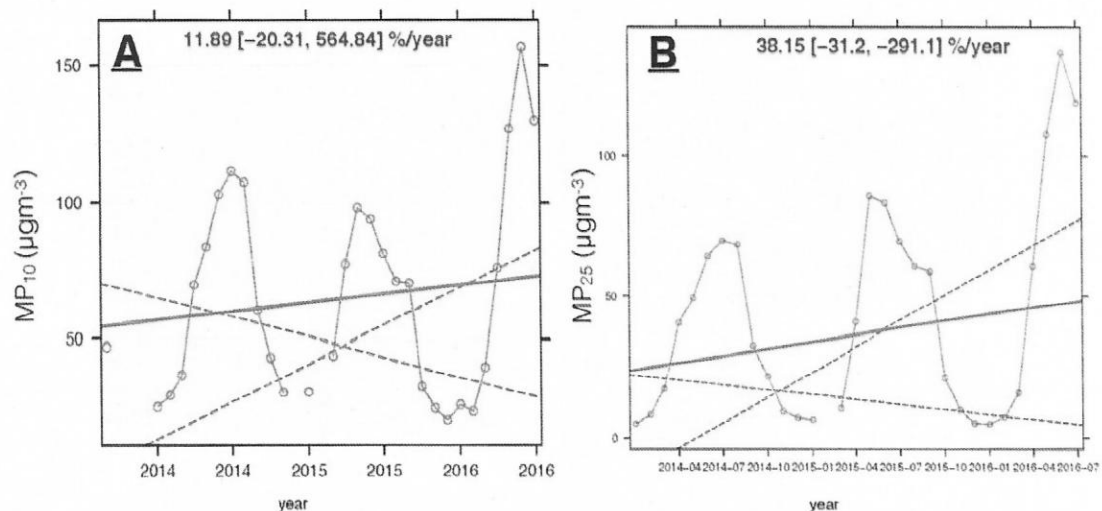 A
11.89 [−20.31, 564.84] %/year
150
100
50
MP10 (µgm-3)
2014 2014 2015 2015 2016 2016
year
B
38.15 [−31.2, −291.1] %/year
100
50
0
MP25 (µgm-3)
2014−04 2014−07 2014−10 2015−01 2015−04 2015−07 2015−10 2016−01 2016−04 2016−07
year